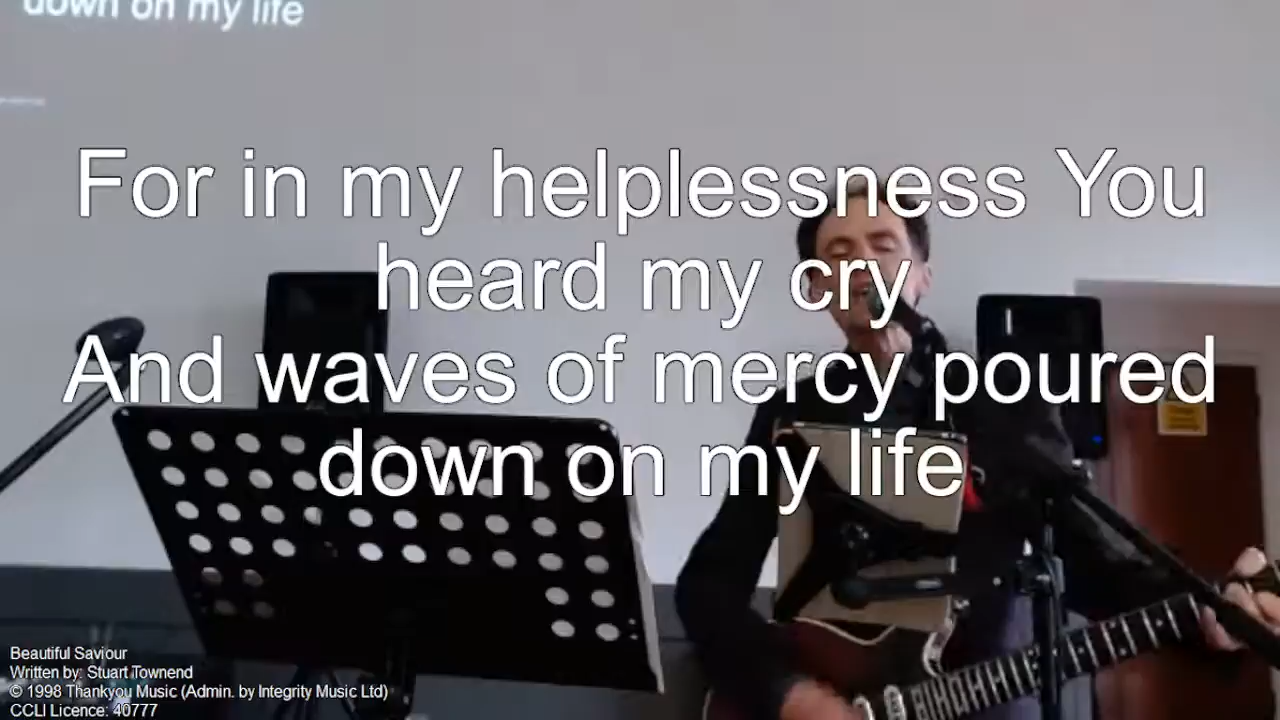 down on my life
For in my helplessness You
heard my cry
And waves of mercy poured
down on my life
Beautiful Saviour
Written by: Stuart Townend
© 1998 Thankyou Music (Admin. by Integrity Music Ltd)
CCLI Licence: 40777